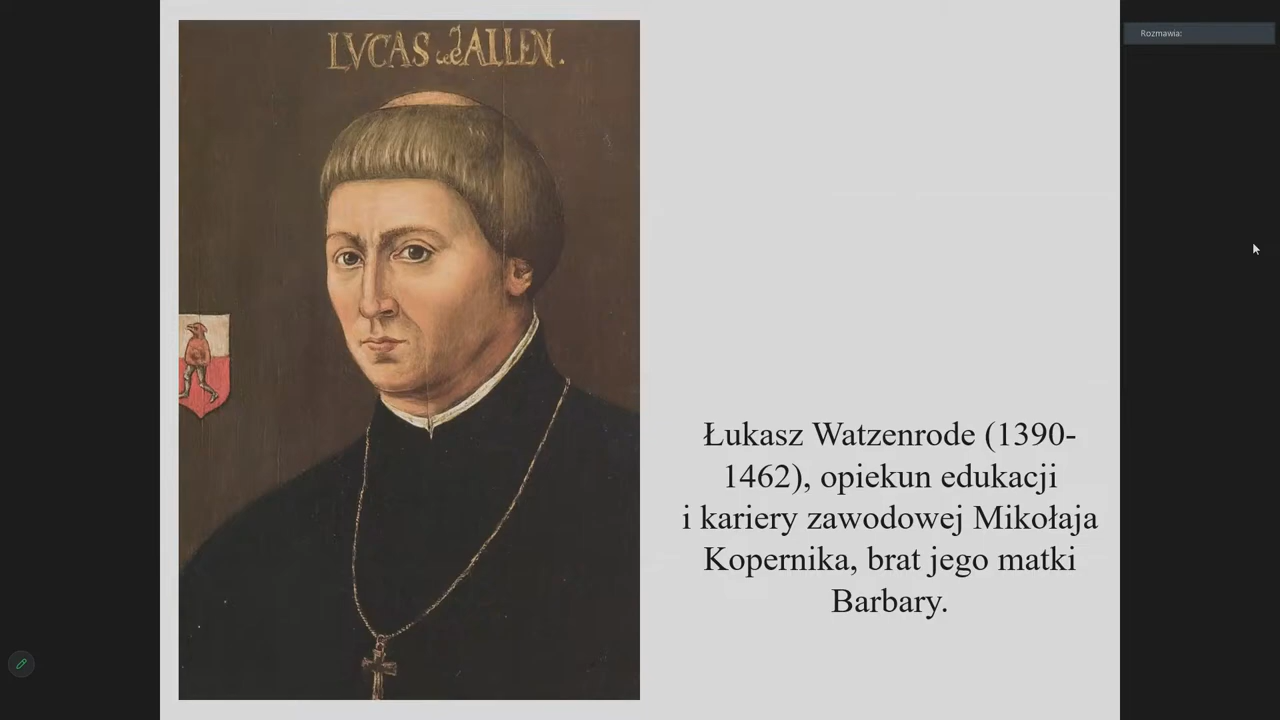 LVCAS de ALLEN.
Rozmawia:
Łukasz Watzenrode (1390-
1462), opiekun edukacji
i kariery zawodowej Mikołaja
Kopernika, brat jego matki
Barbary.